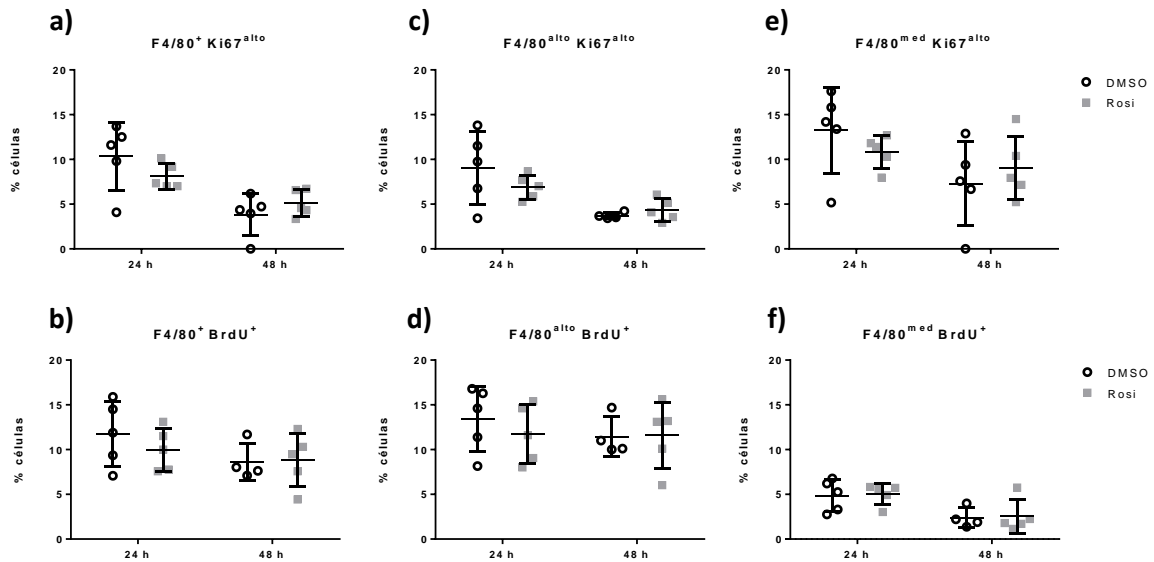 a)
F4/80+ Ki67alto
% células
20
15
10
5
0
24 h
48 h
c)
F4/80alto Ki67alto
% células
20
15
10
5
0
24 h
48 h
e)
F4/80med Ki67alto
% células
20
15
10
5
0
24 h
48 h
DMSO
Rosi
b)
F4/80+ BrdU+
% células
20
15
10
5
0
24 h
48 h
d)
F4/80alto BrdU+
% células
20
15
10
5
0
24 h
48 h
f)
F4/80med BrdU+
% células
20
15
10
5
0
24 h
48 h
DMSO
Rosi